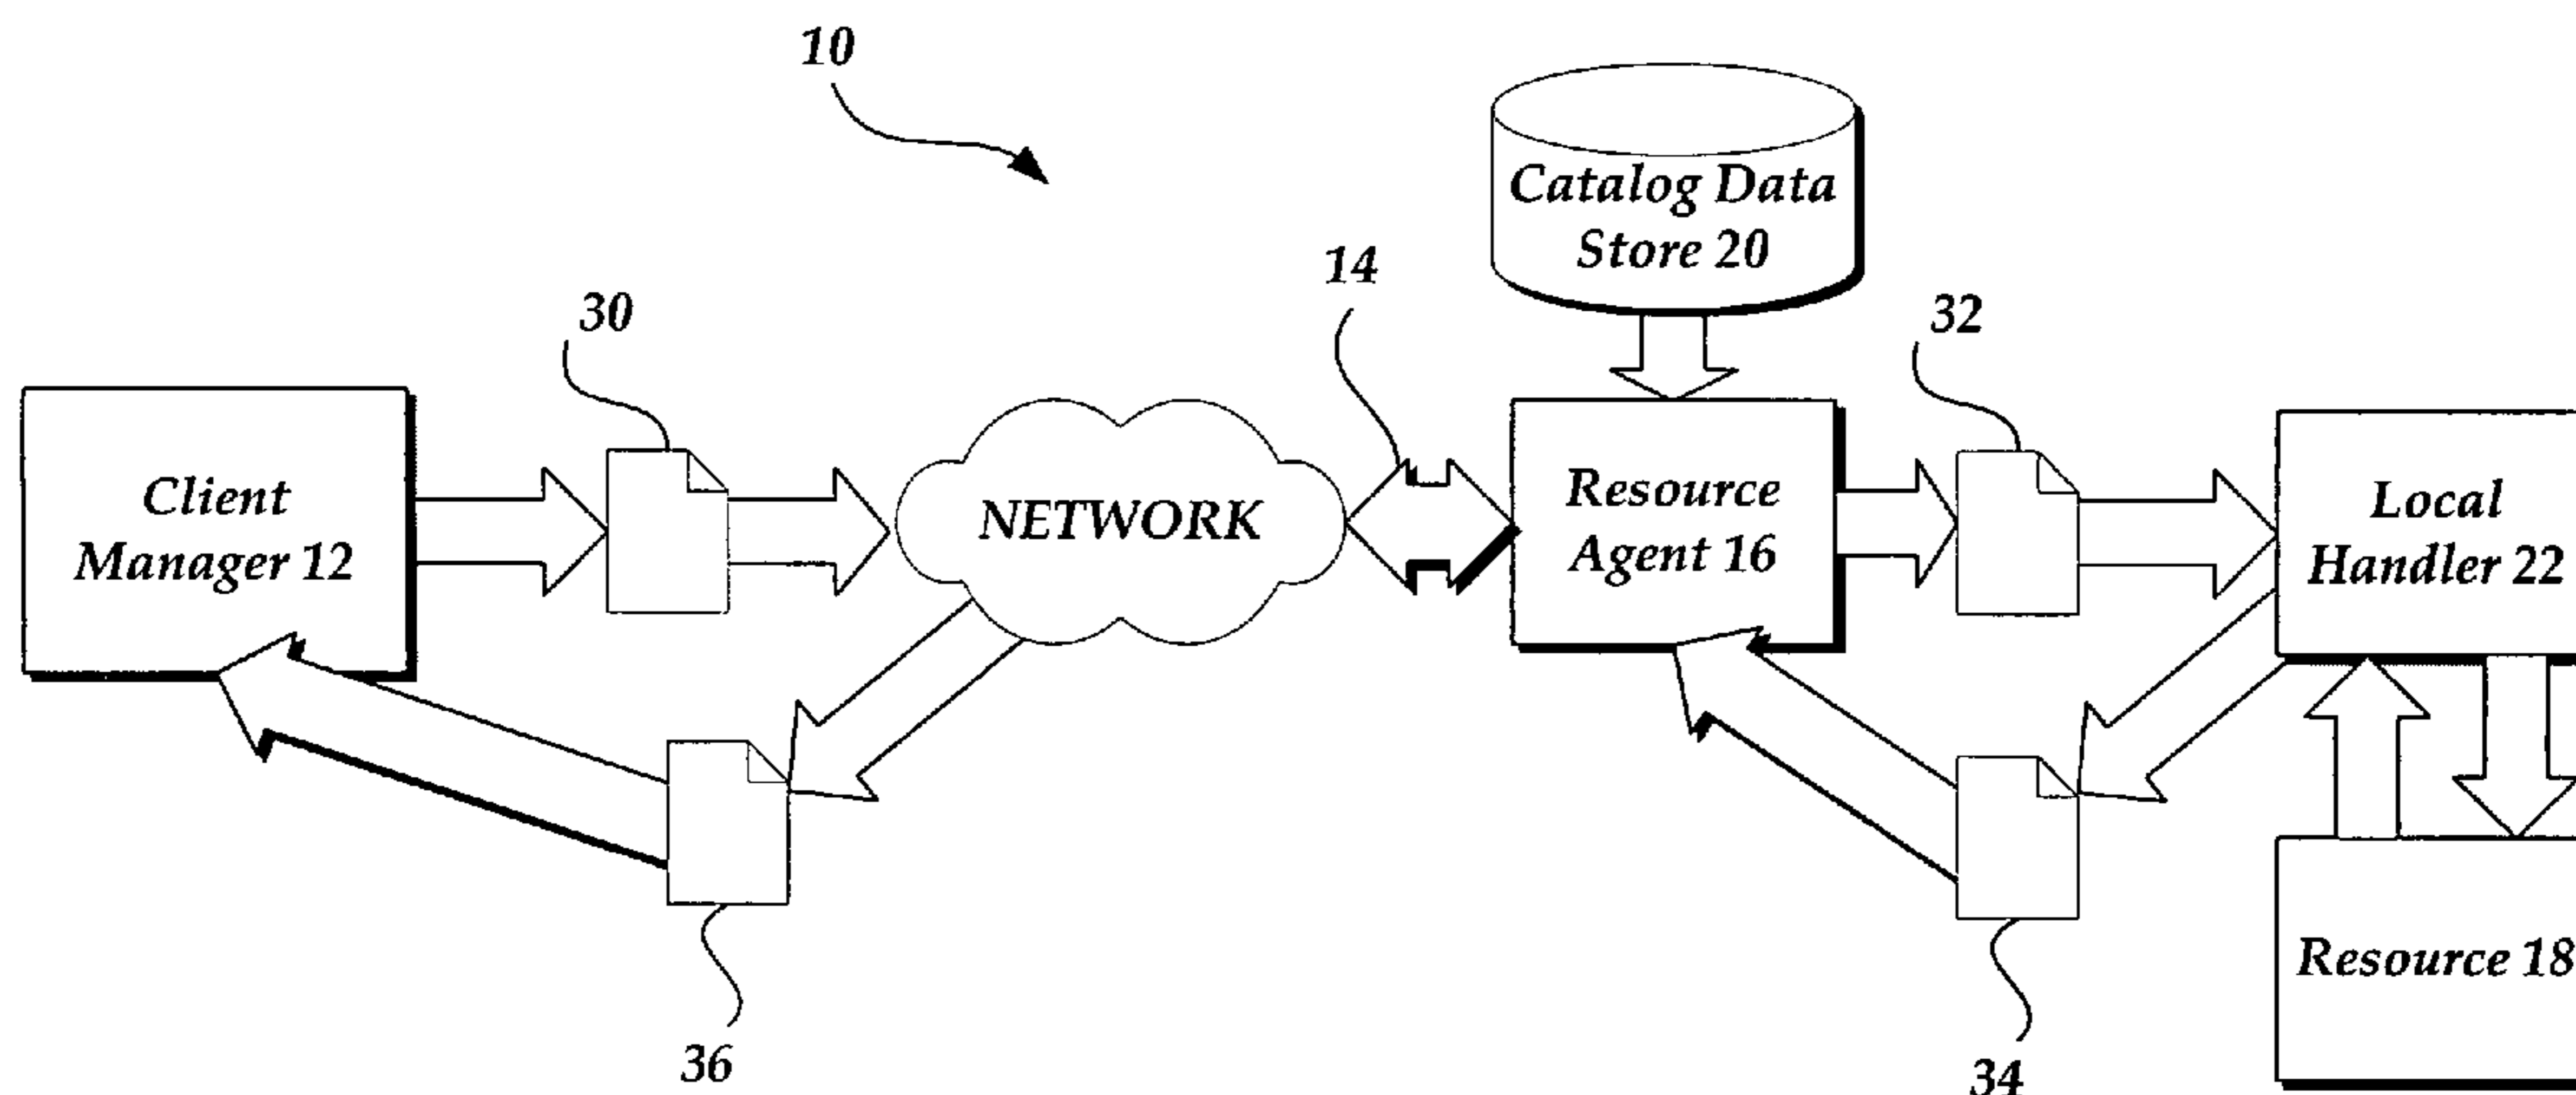 10
Catalog Data
Store 20
14
30
32
Client
Manager 12
NETWORK
Resource
Agent 16
Local
Handler 22
Resource 18
36
34